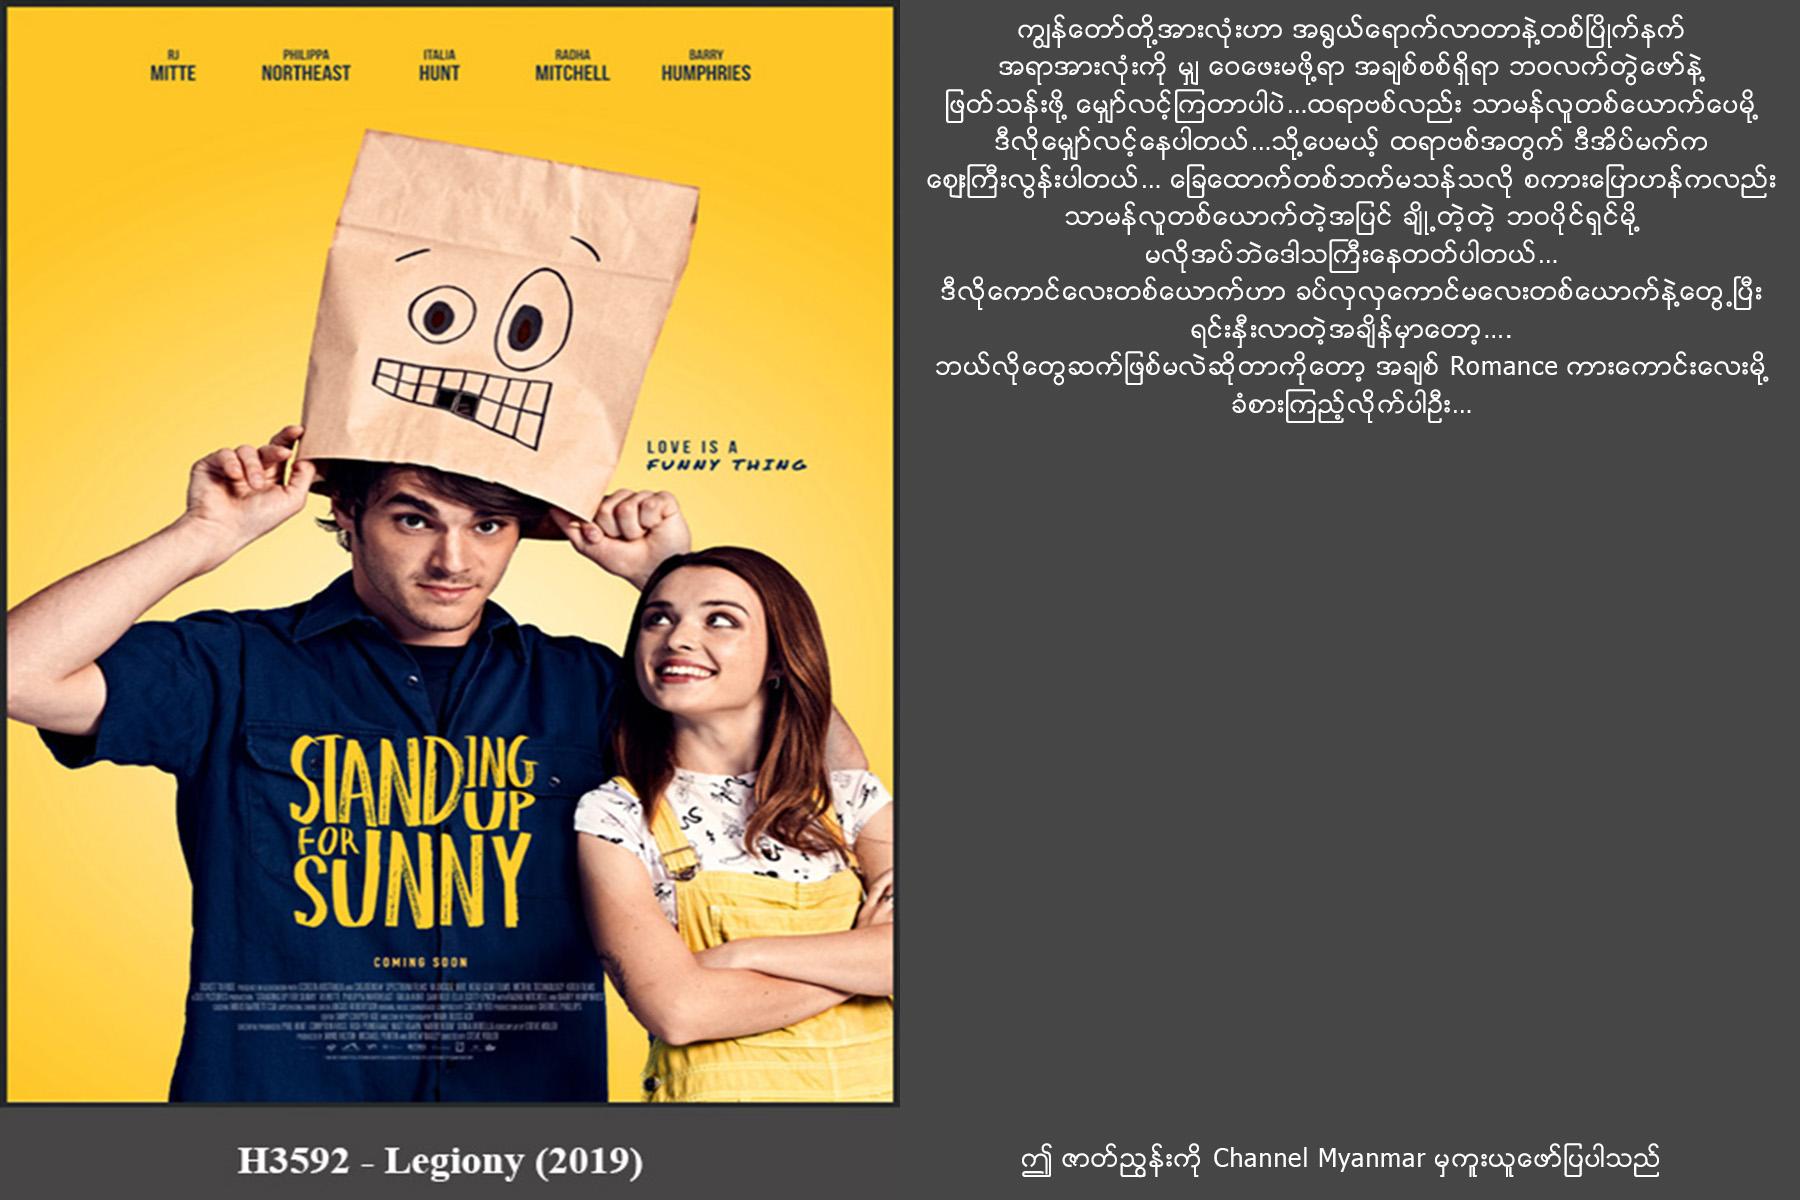 RJ MITTE
PHILIPPA NORTHEAST
ITALIA HUNT
RADHA MITCHELL
BARRY HUMPHRIES
LOVE IS A
FUNNY THING
STANDING
UP
FOR
SUNNY
COMING SOON
H3592 - Legiony (2019)
ကျွန်တော်တို့အားလုံးဟာ အရွယ်ရောက်လာတာနဲ့တစ်ပြိုက်နက်
အရာအားလုံးကို မျှ ဝေဖေးမဖို့ရာ အချစ်စစ်ရှိရာ ဘဝလက်တွဲဖော်နဲ့
ဖြတ်သန်းဖို့ မျှော်လင့်ကြတာပါပဲ...ထရာဗစ်လည်း သာမန်လူတစ်ယောက်ပေမို့
ဒီလိုမျှော်လင့်နေပါတယ်...သို့ပေမယ့် ထရာဗစ်အတွက် ဒီအိပ်မက်က
ဈေးကြီးလွန်းပါတယ်... ခြေထောက်တစ်ဘက်မသန်သလို စကားပြောဟန်ကလည်း
သာမန်လူတစ်ယောက်တဲ့အပြင် ချို့တဲ့တဲ့ ဘဝပိုင်ရှင်မို့
မလိုအပ်ဘဲဒေါသကြီးနေတတ်ပါတယ်...
ဒီလိုကောင်လေးတစ်ယောက်ဟာ ခပ်လှလှကောင်မလေးတစ်ယောက်နဲ့တွေ့ပြီး
ရင်းနှီးလာတဲ့အချိန်မှာတော့....
ဘယ်လိုတွေဆက်ဖြစ်မလဲဆိုတာကိုတော့ အချစ် Romance ကားကောင်းလေးမို့
ခံစားကြည့်လိုက်ပါဦး...
ဤ ဇာတ်ညွှန်းကို Channel Myanmar မှကူးယူဖော်ပြပါသည်